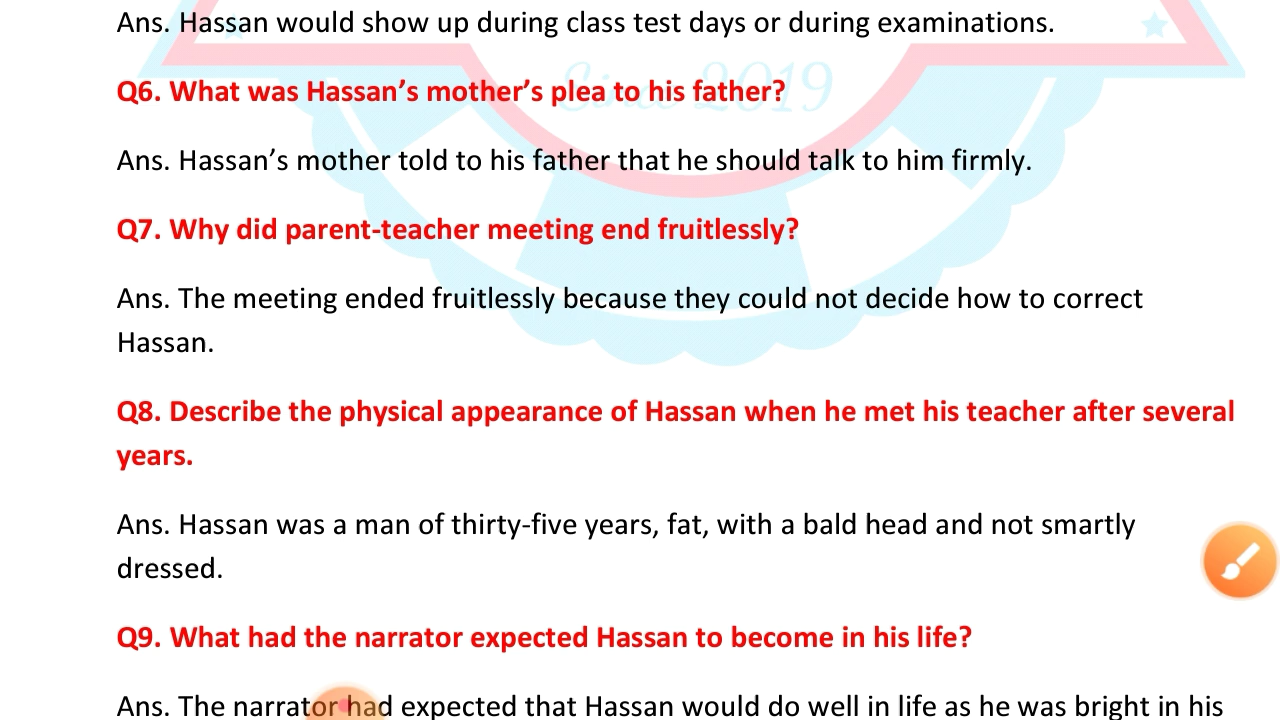 Ans. Hassan would show up during class test days or during examinations.
Since 2019
Q6. What was Hassan’s mother’s plea to his father?
Ans. Hassan’s mother told to his father that he should talk to him firmly.
Q7. Why did parent-teacher meeting end fruitlessly?
Ans. The meeting ended fruitlessly because they could not decide how to correct
Hassan.
Q8. Describe the physical appearance of Hassan when he met his teacher after several
years.
Ans. Hassan was a man of thirty-five years, fat, with a bald head and not smartly
dressed.
Q9. What had the narrator expected Hassan to become in his life?
Ans. The narrator had expected that Hassan would do well in life as he was bright in his